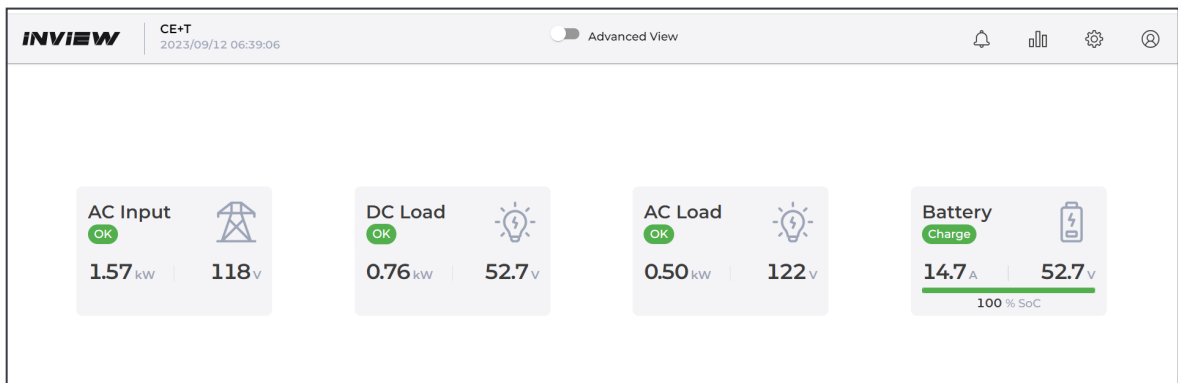 iNViEW
CE+T
2023/09/12 06:39:06
Advanced View
AC Input
OK
1.57 kW 118 V
DC Load
OK
0.76 kW 52.7 V
AC Load
OK
0.50 kW 122 V
Battery
Charge
14.7 A 52.7 V
100 % SoC